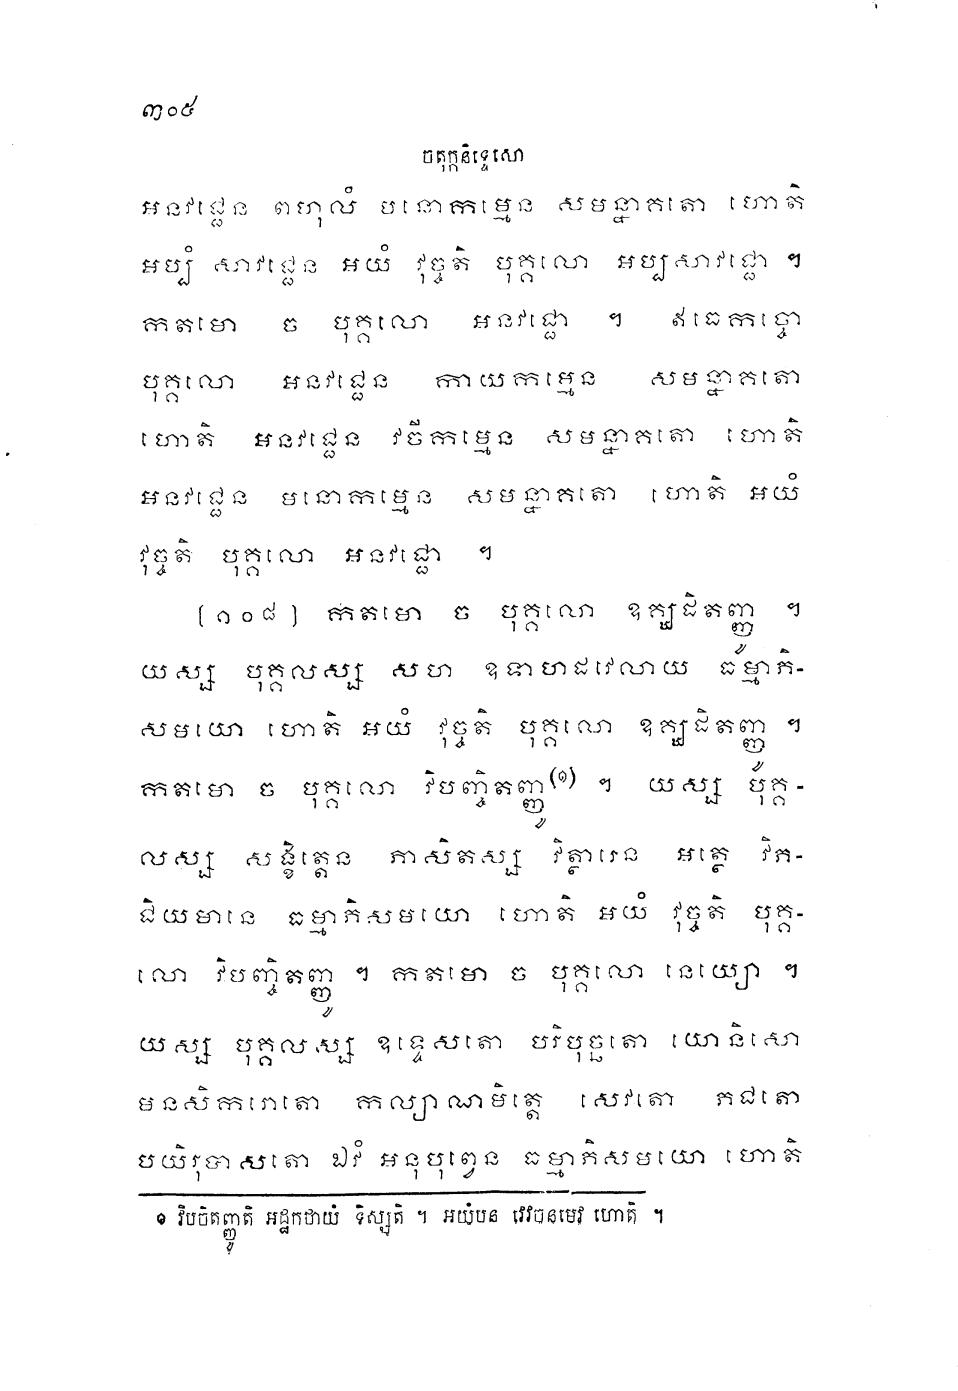 ៣០៥
ចតុក្កនិទ្ទេសោ
អនវជ្ជេន ពហុលំ មនោកម្មេន សមន្នាគតោ ហោតិ
អប្បំ សាវជ្ជេន អយំ វុច្ចតិ បុគ្គលោ អប្បសាវជ្ជោ ។
កតមោ ច បុគ្គលោ អនវជ្ជោ ។ ឥធេកច្ចោ
បុគ្គលោ អនវជ្ជេន កាយកម្មេន សមន្នាគតោ
ហោតិ អនវជ្ជេន វចីកម្មេន សមន្នាគតោ ហោតិ
អនវជ្ជេន មនោកម្មេន សមន្នាគតោ ហោតិ អយំ
វុច្ចតិ បុគ្គលោ អនវជ្ជោ ។
[១០៨] កតមោ ច បុគ្គលោ ឧក្ឃដិតញ្ញូ ។
យស្ស បុគ្គលស្ស សហ ឧទាហដវេលាយ ធម្មាភិ-
សមយោ ហោតិ អយំ វុច្ចតិ បុគ្គលោ ឧក្ឃដិតញ្ញូ ។
កតមោ ច បុគ្គលោ វិបញ្ចិតញ្ញូ(១) ។ យស្ស បុគ្គ-
លស្ស សង្ខិត្តេន ភាសិតស្ស វិត្ថារេន អត្ថេ វិភ-
ជិយមានេ ធម្មាភិសមយោ ហោតិ អយំ វុច្ចតិ បុគ្គ-
លោ វិបញ្ចិតញ្ញូ ។ កតមោ ច បុគ្គលោ នេយ្យោ ។
យស្ស បុគ្គលស្ស ឧទ្ទេសតោ បរិបុច្ឆតោ យោនិសោ
មនសិករោតោ កល្យាណមិត្តេ សេវតោ ភជតោ
បយិរុទាសតោ ឯវំ អនុបុព្វេន ធម្មាភិសមយោ ហោតិ
១ វិបចិតញ្ញូតិ អដ្ឋកថាយំ ទិស្សតិ ។ អយំបន វេវចនមេវ ហោតិ ។